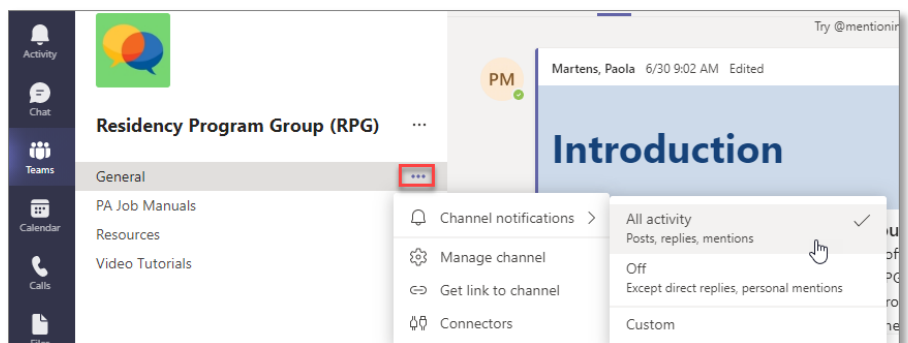 Activity
Chat
Teams
Calendar
Calls
Files
Residency Program Group (RPG)
General
PA Job Manuals
Resources
Video Tutorials
Try @mentionin
PM
Martens, Paola 6/30 9:02 AM Edited
Introduction
Channel notifications
Manage channel
Get link to channel
Connectors
All activity
Posts, replies, mentions
Off
Except direct replies, personal mentions
Custom